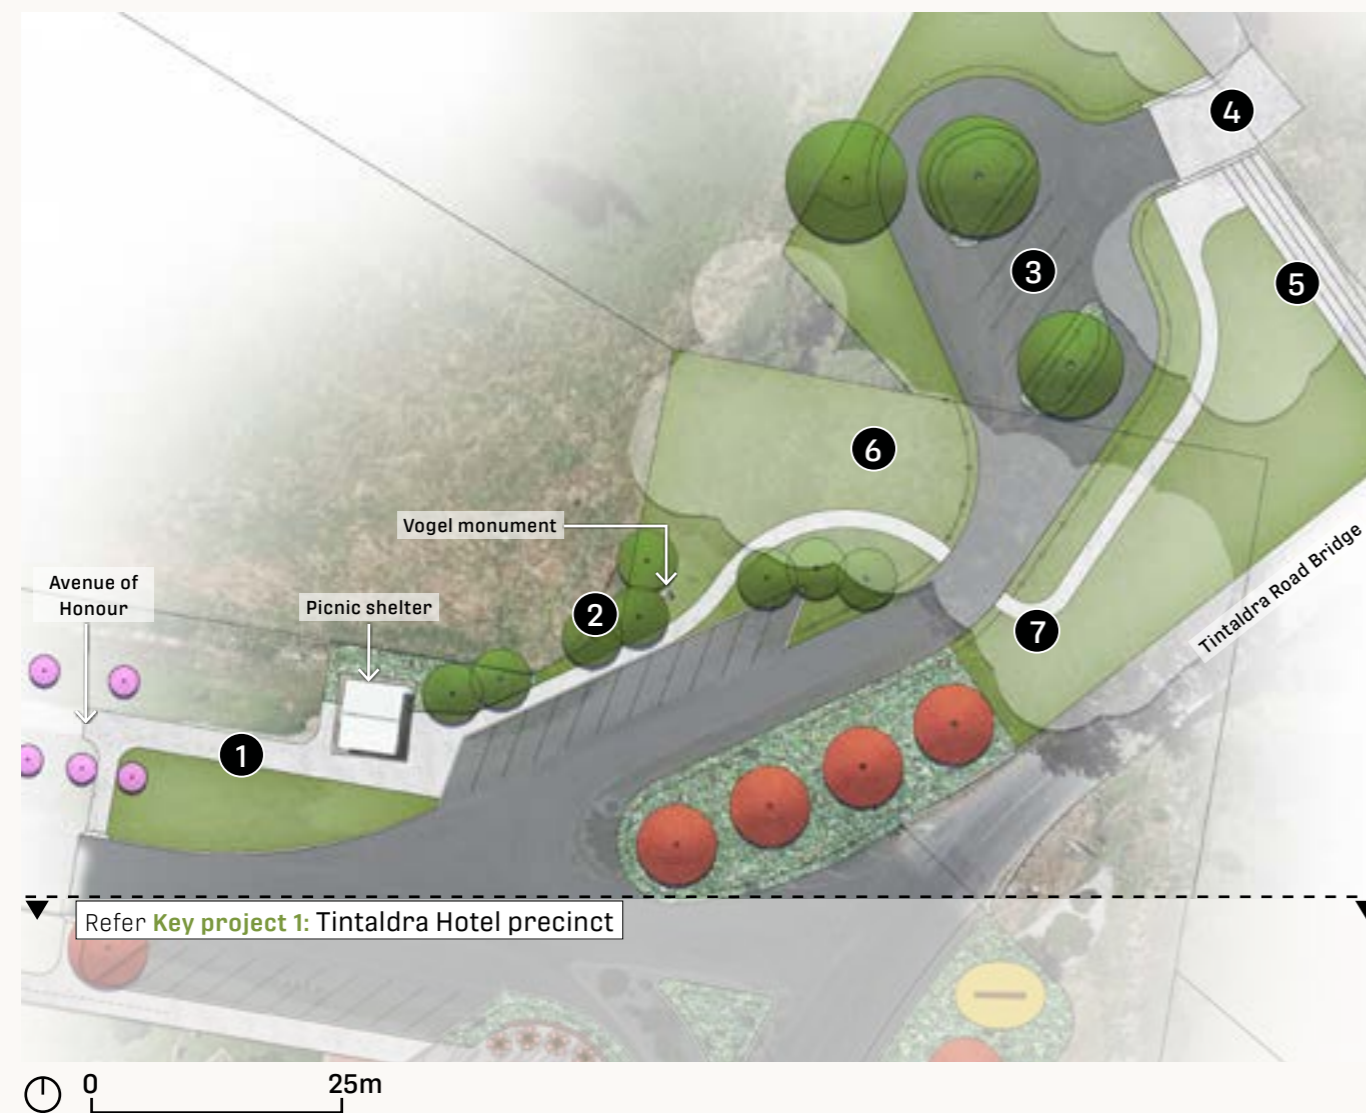 4
5
3
6
Vogel monument
Tintaldra Road Bridge
Avenue of
Honour
Picnic shelter
2
7
1
Refer Key project 1: Tintaldra Hotel precinct
0 25m